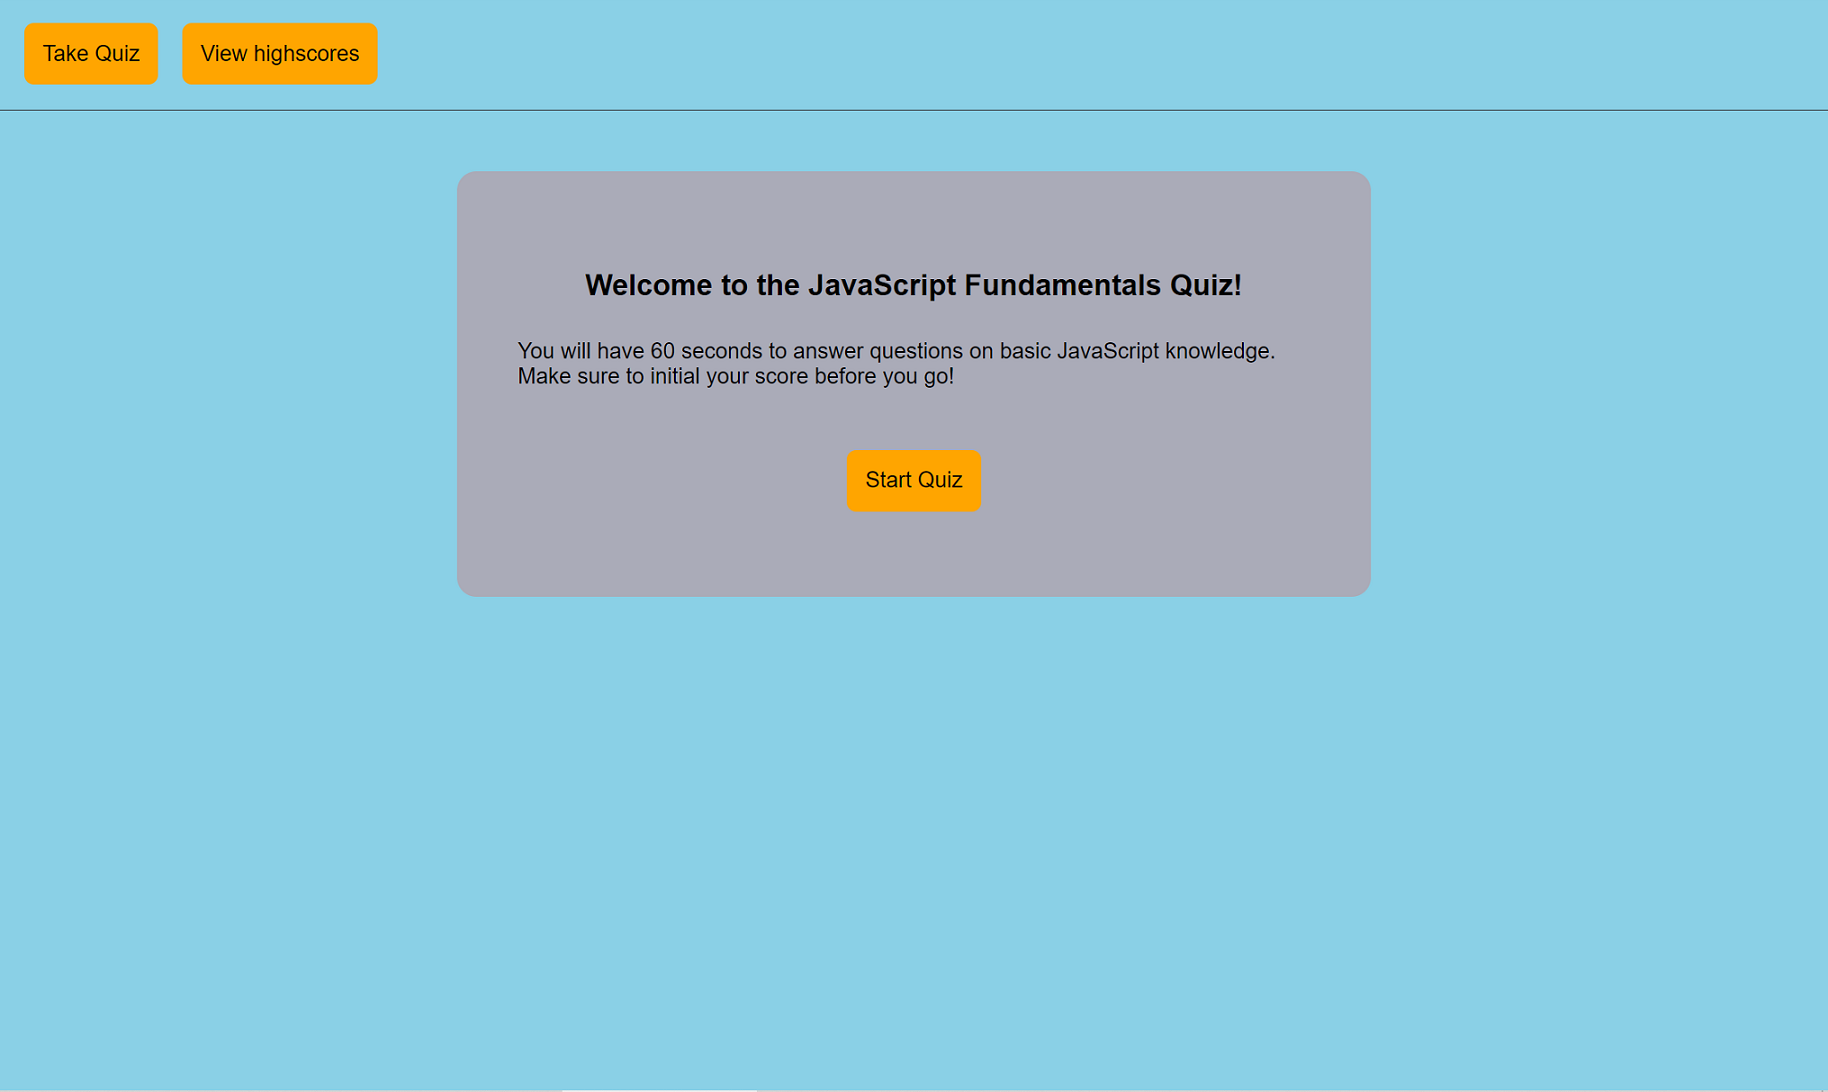 Take Quiz
View highscores
Welcome to the JavaScript Fundamentals Quiz!
You will have 60 seconds to answer questions on basic JavaScript knowledge.
Make sure to initial your score before you go!
Start Quiz